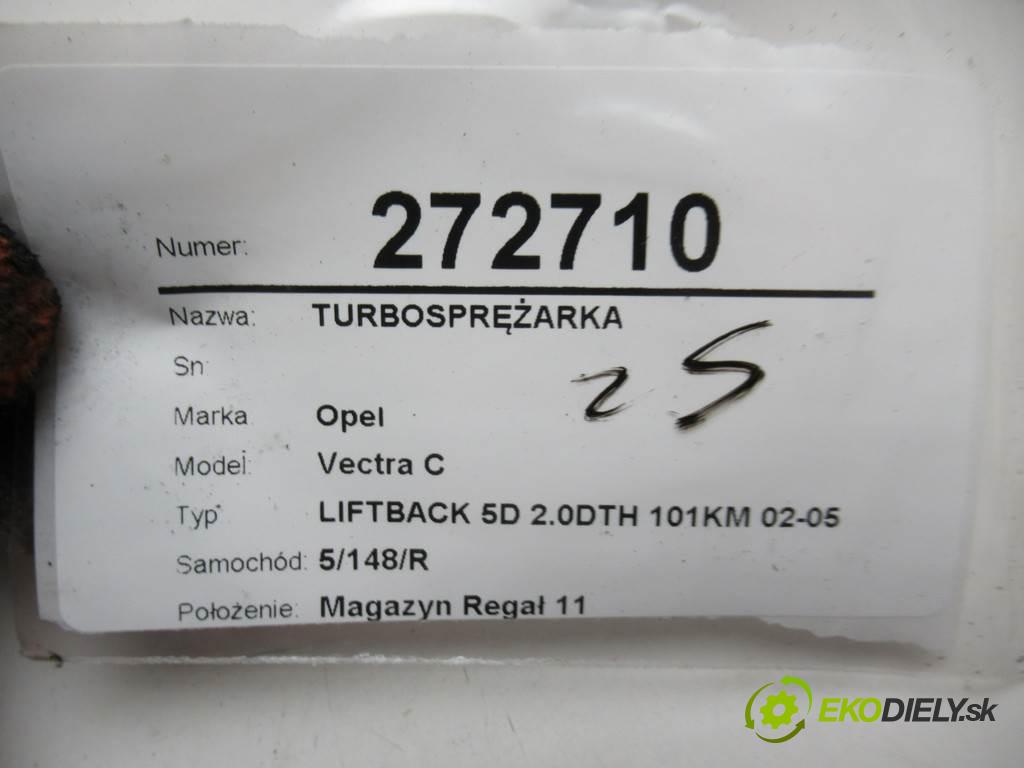 Numer: 272710
Nazwa: TURBOSPRĘŻARKA
Sn:
25
Marka Opel
Model: Vectra C
Typ: LIFTBACK 5D 2.0DTH 101KM 02-05
Samochód: 5/148/R
Położenie: Magazyn Regał 11
EKODIELY.sk